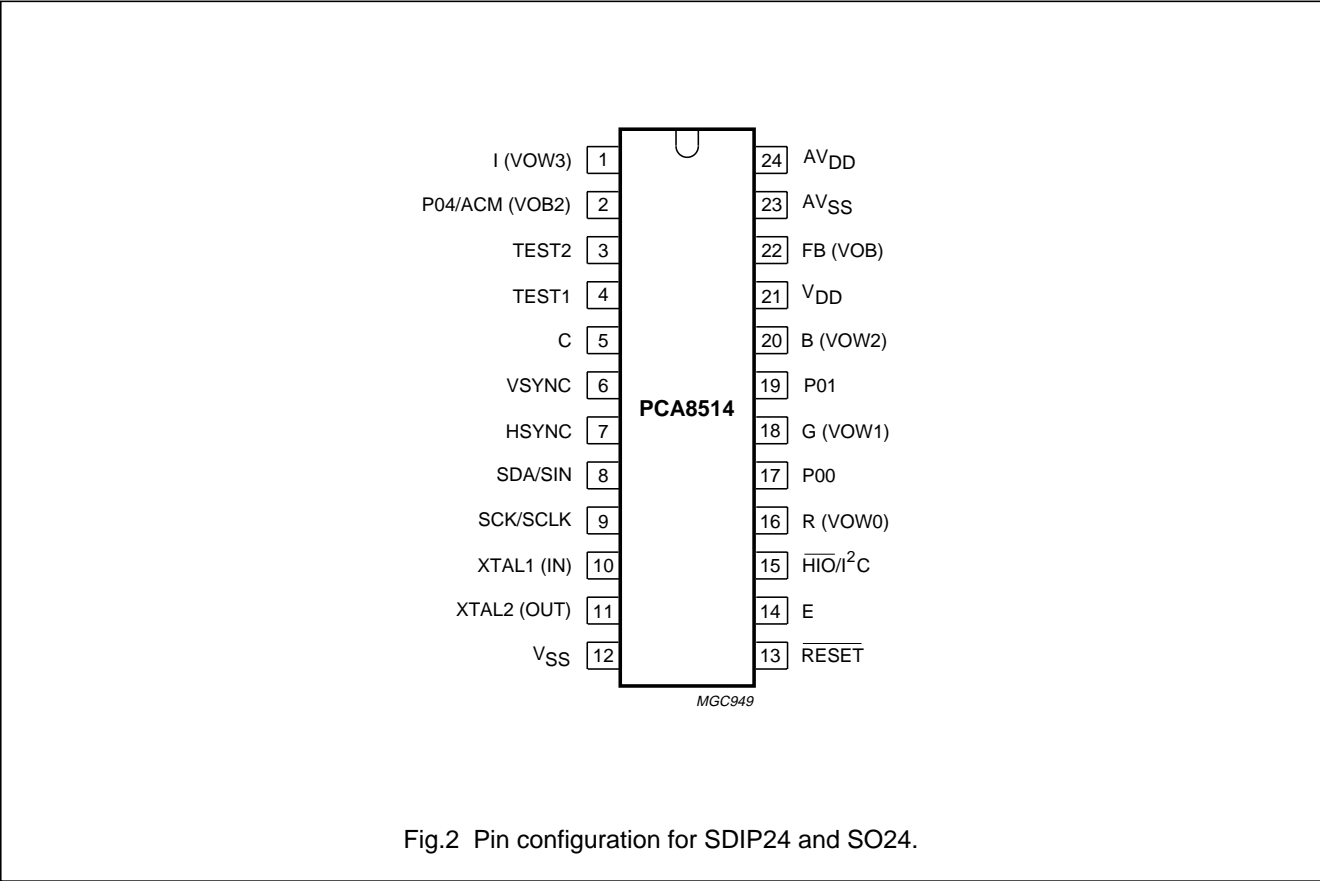 I (VOW3) 1
P04/ACM (VOB2) 2
TEST2 3
TEST1 4
C 5
VSYNC 6
HSYNC 7
SDA/SIN 8
SCK/SCLK 9
XTAL1 (IN) 10
XTAL2 (OUT) 11
VSS 12
PCA8514
24 AVDD
23 AVSS
22 FB (VOB)
21 VDD
20 B (VOW2)
19 P01
18 G (VOW1)
17 P00
16 R (VOW0)
15 H̅I̅O̅/I²C
14 E
13 R̅E̅S̅E̅T̅
MGC949
Fig.2 Pin configuration for SDIP24 and SO24.